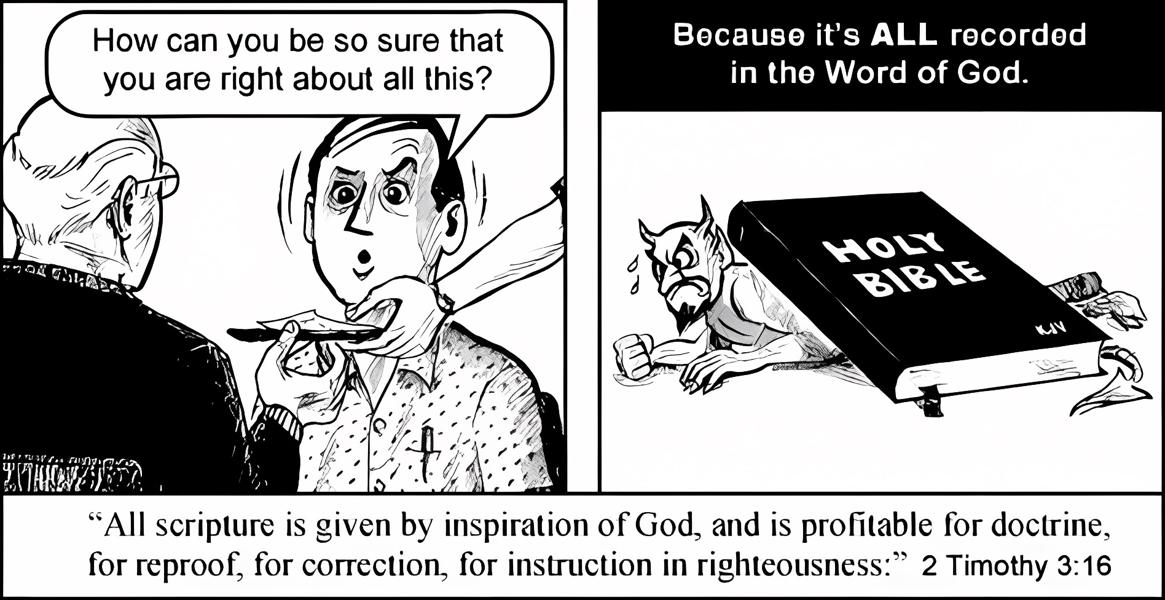 How can you be so sure that
you are right about all this?
Because it's ALL recorded
in the Word of God.
HOLY
BIBLE
KJV
“All scripture is given by inspiration of God, and is profitable for doctrine,
for reproof, for correction, for instruction in righteousness:” 2 Timothy 3:16